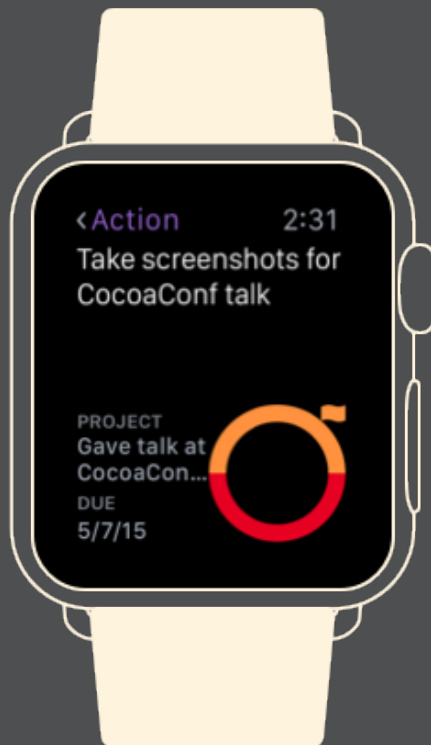 ‹Action 2:31
Take screenshots for
CocoaConf talk
PROJECT
Gave talk at
CocoaCon...
DUE
5/7/15